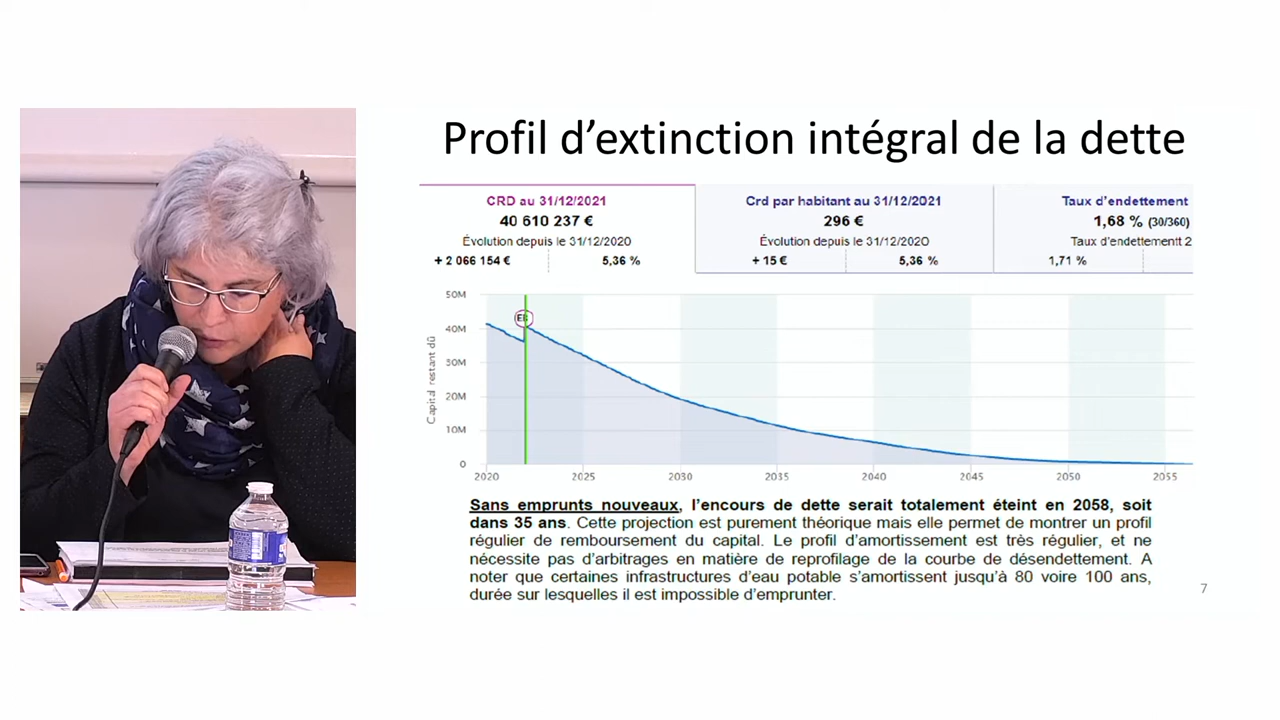 Profil d’extinction intégral de la dette
CRD au 31/12/2021
40 610 237 €
Évolution depuis le 31/12/2020
+ 2 066 154 €
5,36 %
Crd par habitant au 31/12/2021
296 €
Évolution depuis le 31/12/2020
+ 15 €
5,36 %
Taux d’endettement
1,68 % (30/360)
Taux d’endettementt 2
1,71 %
50M
40M
30M
20M
10M
0
Capital restant dû
2020
2025
2030
2035
2040
2045
2050
2055
Sans emprunts nouveaux, l’encours de dette serait totalement éteint en 2058, soit
dans 35 ans. Cette projection est purement théorique mais elle permet de montrer un profil
régulier de remboursement du capital. Le profil d’amortissement est très régulier, et ne
nécessite pas d’arbitrages en matière de reprofilage de la courbe de désendettement. A
noter que certaines infrastructures d’eau potable s’amortissent jusqu’à 80 voire 100 ans,
durée sur lesquelles il est impossible d’emprunter.
7